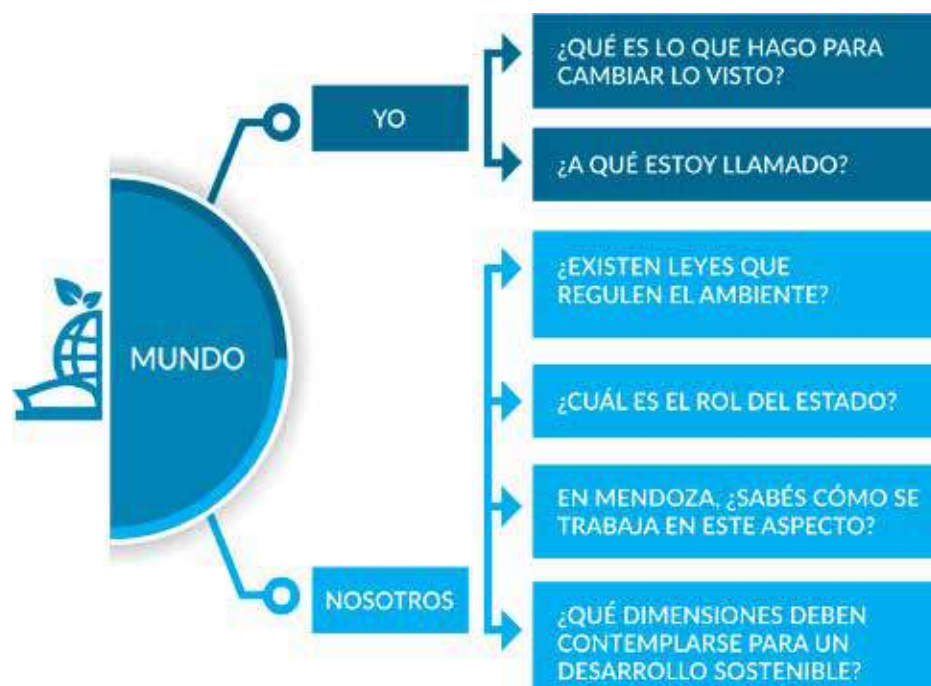 MUNDO
YO
¿QUÉ ES LO QUE HAGO PARA
CAMBIAR LO VISTO?
¿A QUÉ ESTOY LLAMADO?
NOSOTROS
¿EXISTEN LEYES QUE
REGULEN EL AMBIENTE?
¿CUÁL ES EL ROL DEL ESTADO?
EN MENDOZA, ¿SABÉS CÓMO SE
TRABAJA EN ESTE ASPECTO?
¿QUÉ DIMENSIONES DEBEN
CONTEMPLARSE PARA UN
DESARROLLO SOSTENIBLE?